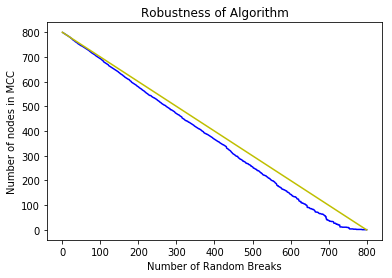 Robustness of Algorithm
Number of nodes in MCC
800
700
600
500
400
300
200
100
0
0 100 200 300 400 500 600 700 800
Number of Random Breaks